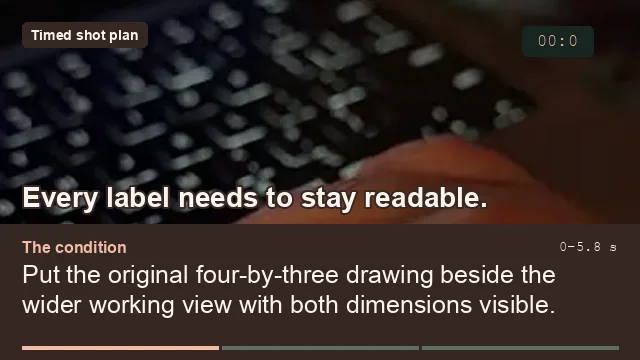 Timed shot plan
00:0
Every label needs to stay readable.
The condition
0–5.8 s
Put the original four-by-three drawing beside the
wider working view with both dimensions visible.